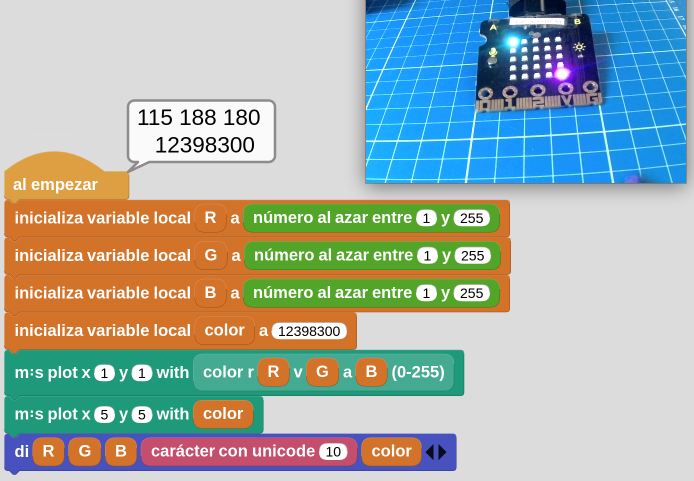 A B
0 1 2 V G
115 188 180
12398300
al empezar
inicializa variable local R a número al azar entre 1 y 255
inicializa variable local G a número al azar entre 1 y 255
inicializa variable local B a número al azar entre 1 y 255
inicializa variable local color a 12398300
m:s plot x 1 y 1 with color r R v G a B (0-255)
m:s plot x 5 y 5 with color
di R G B carácter con unicode 10 color